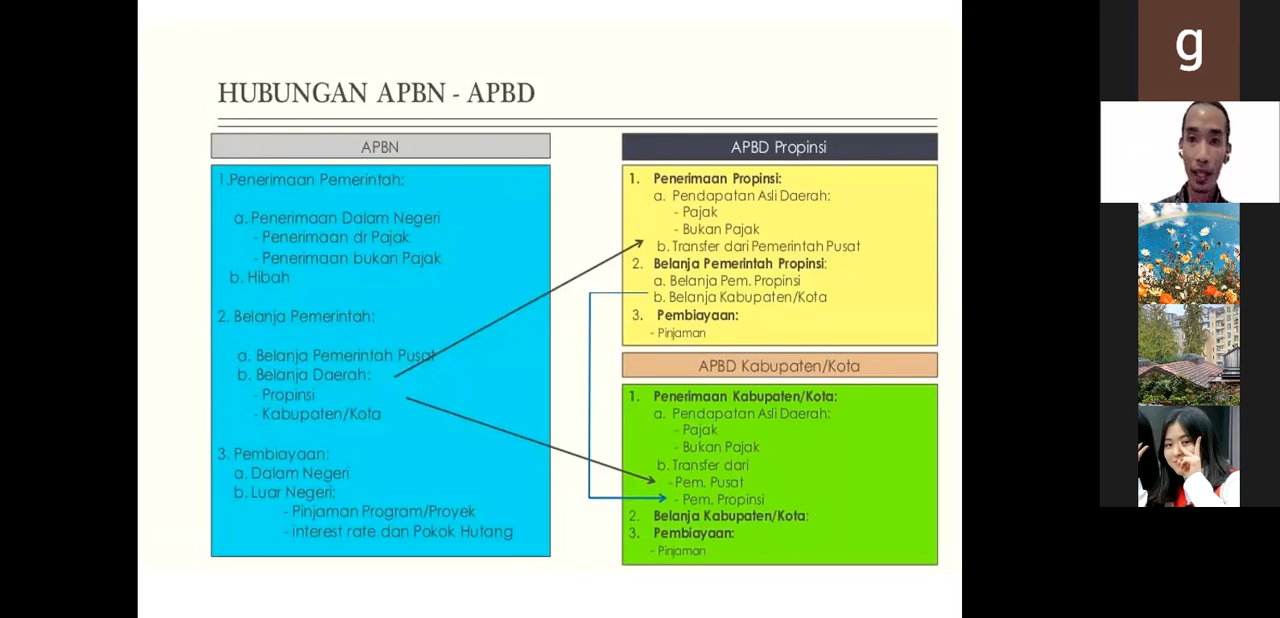 HUBUNGAN APBN - APBD
APBN
1.Penerimaan Pemerintah:
a. Penerimaan Dalam Negeri
- Penerimaan dr Pajak
- Penerimaan bukan Pajak
b. Hibah
2. Belanja Pemerintah:
a. Belanja Pemerintah Pusat
b. Belanja Daerah:
- Propinsi
- Kabupaten/Kota
3. Pembiayaan:
a. Dalam Negeri
b. Luar Negeri:
- Pinjaman Program/Proyek
- interest rate dan Pokok Hutang
APBD Propinsi
1. Penerimaan Propinsi:
a. Pendapatan Asli Daerah:
- Pajak
- Bukan Pajak
b. Transfer dari Pemerintah Pusat
2. Belanja Pemerintah Propinsi:
a. Belanja Pem. Propinsi
b. Belanja Kabupaten/Kota
3. Pembiayaan:
- Pinjaman
APBD Kabupaten/Kota
1. Penerimaan Kabupaten/Kota:
a. Pendapatan Asli Daerah:
- Pajak
- Bukan Pajak
b. Transfer dari
- Pem. Pusat
- Pem. Propinsi
2. Belanja Kabupaten/Kota:
3. Pembiayaan:
- Pinjaman
g